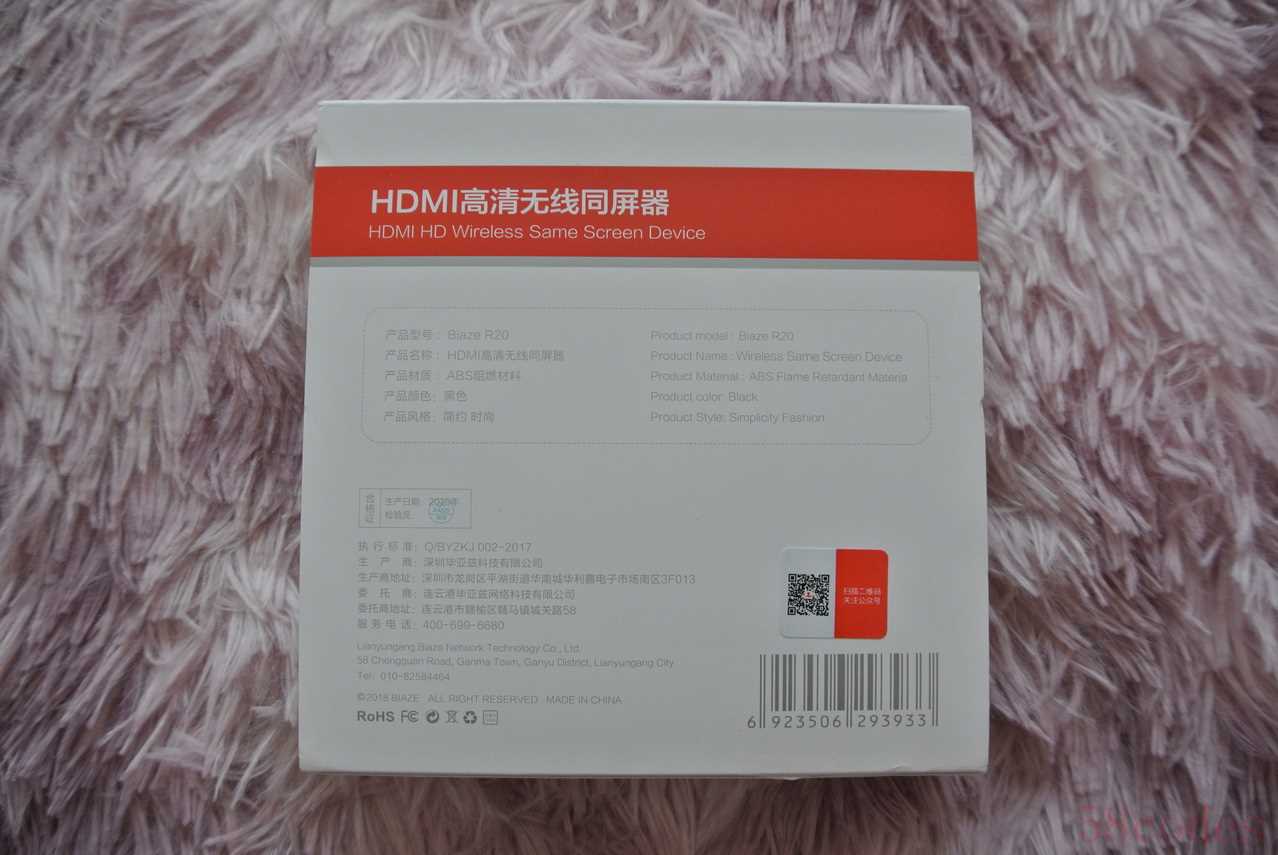 HDMI高清无线同屏器
HDMI HD Wireless Same Screen Device
产品型号： Biaze R20
产品名称： HDMI高清无线同屏器
产品材质： ABS阻燃材料
产品颜色：黑色
产品风格：简约 时尚
Product model : Biaze R20
Product Name : Wireless Same Screen Device
Product Material : ABS Flame Retardant Materia
Product color: Black
Product Style: Simplicity Fashion
合格证
生产日期:
检验员:
执行标准：Q/BYZKJ 002-2017
生产商：深圳华亚兹科技有限公司
生产商地址：深圳市龙岗区平湖街道华南城华利嘉电子市场南区3F013
委托商：连云港毕亚兹网络科技有限公司
委托商地址：连云港市赣榆区赣马镇城关路58
服务电话：400-699-6680
Lianyungang Biaze Network Technology Co., Ltd.
58 Chengguan Road, Ganma Town, Ganyu District, Lianyungang City
Tel: 010-82584464
©2018 BIAZE ALL RIGHT RESERVED MADE IN CHINA
RoHS FC
扫描二维码
关注公众号
6 923506 293933